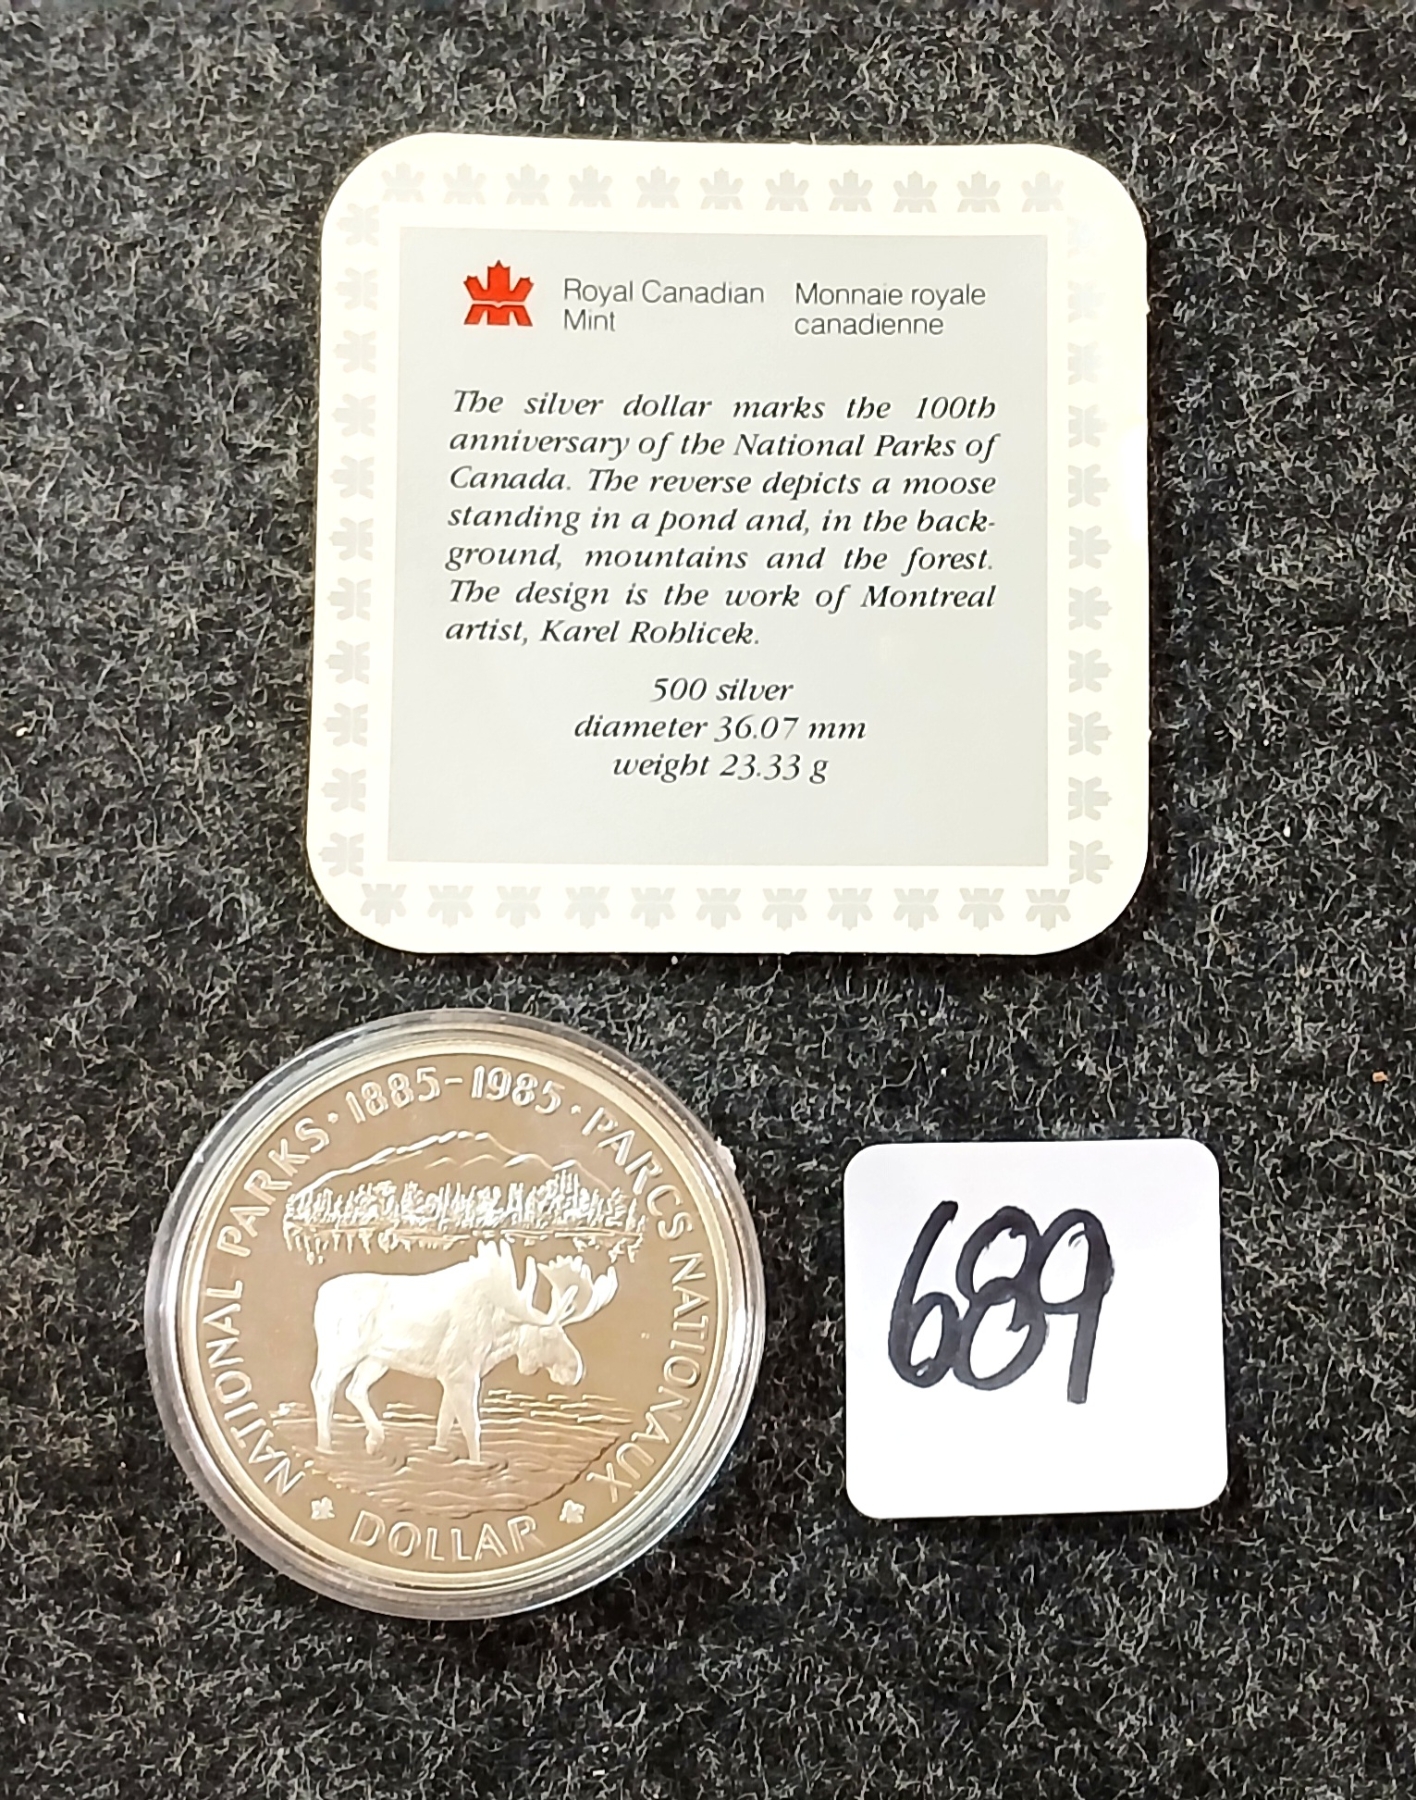 Royal Canadian Mint
Monnaie royale canadienne
The silver dollar marks the 100th
anniversary of the National Parks of
Canada. The reverse depicts a moose
standing in a pond and, in the back-
ground, mountains and the forest.
The design is the work of Montreal
artist, Karel Rohlicek.
500 silver
diameter 36.07 mm
weight 23.33 g
NATIONAL PARKS · 1885-1985 · PARCS NATIONAUX
DOLLAR
689